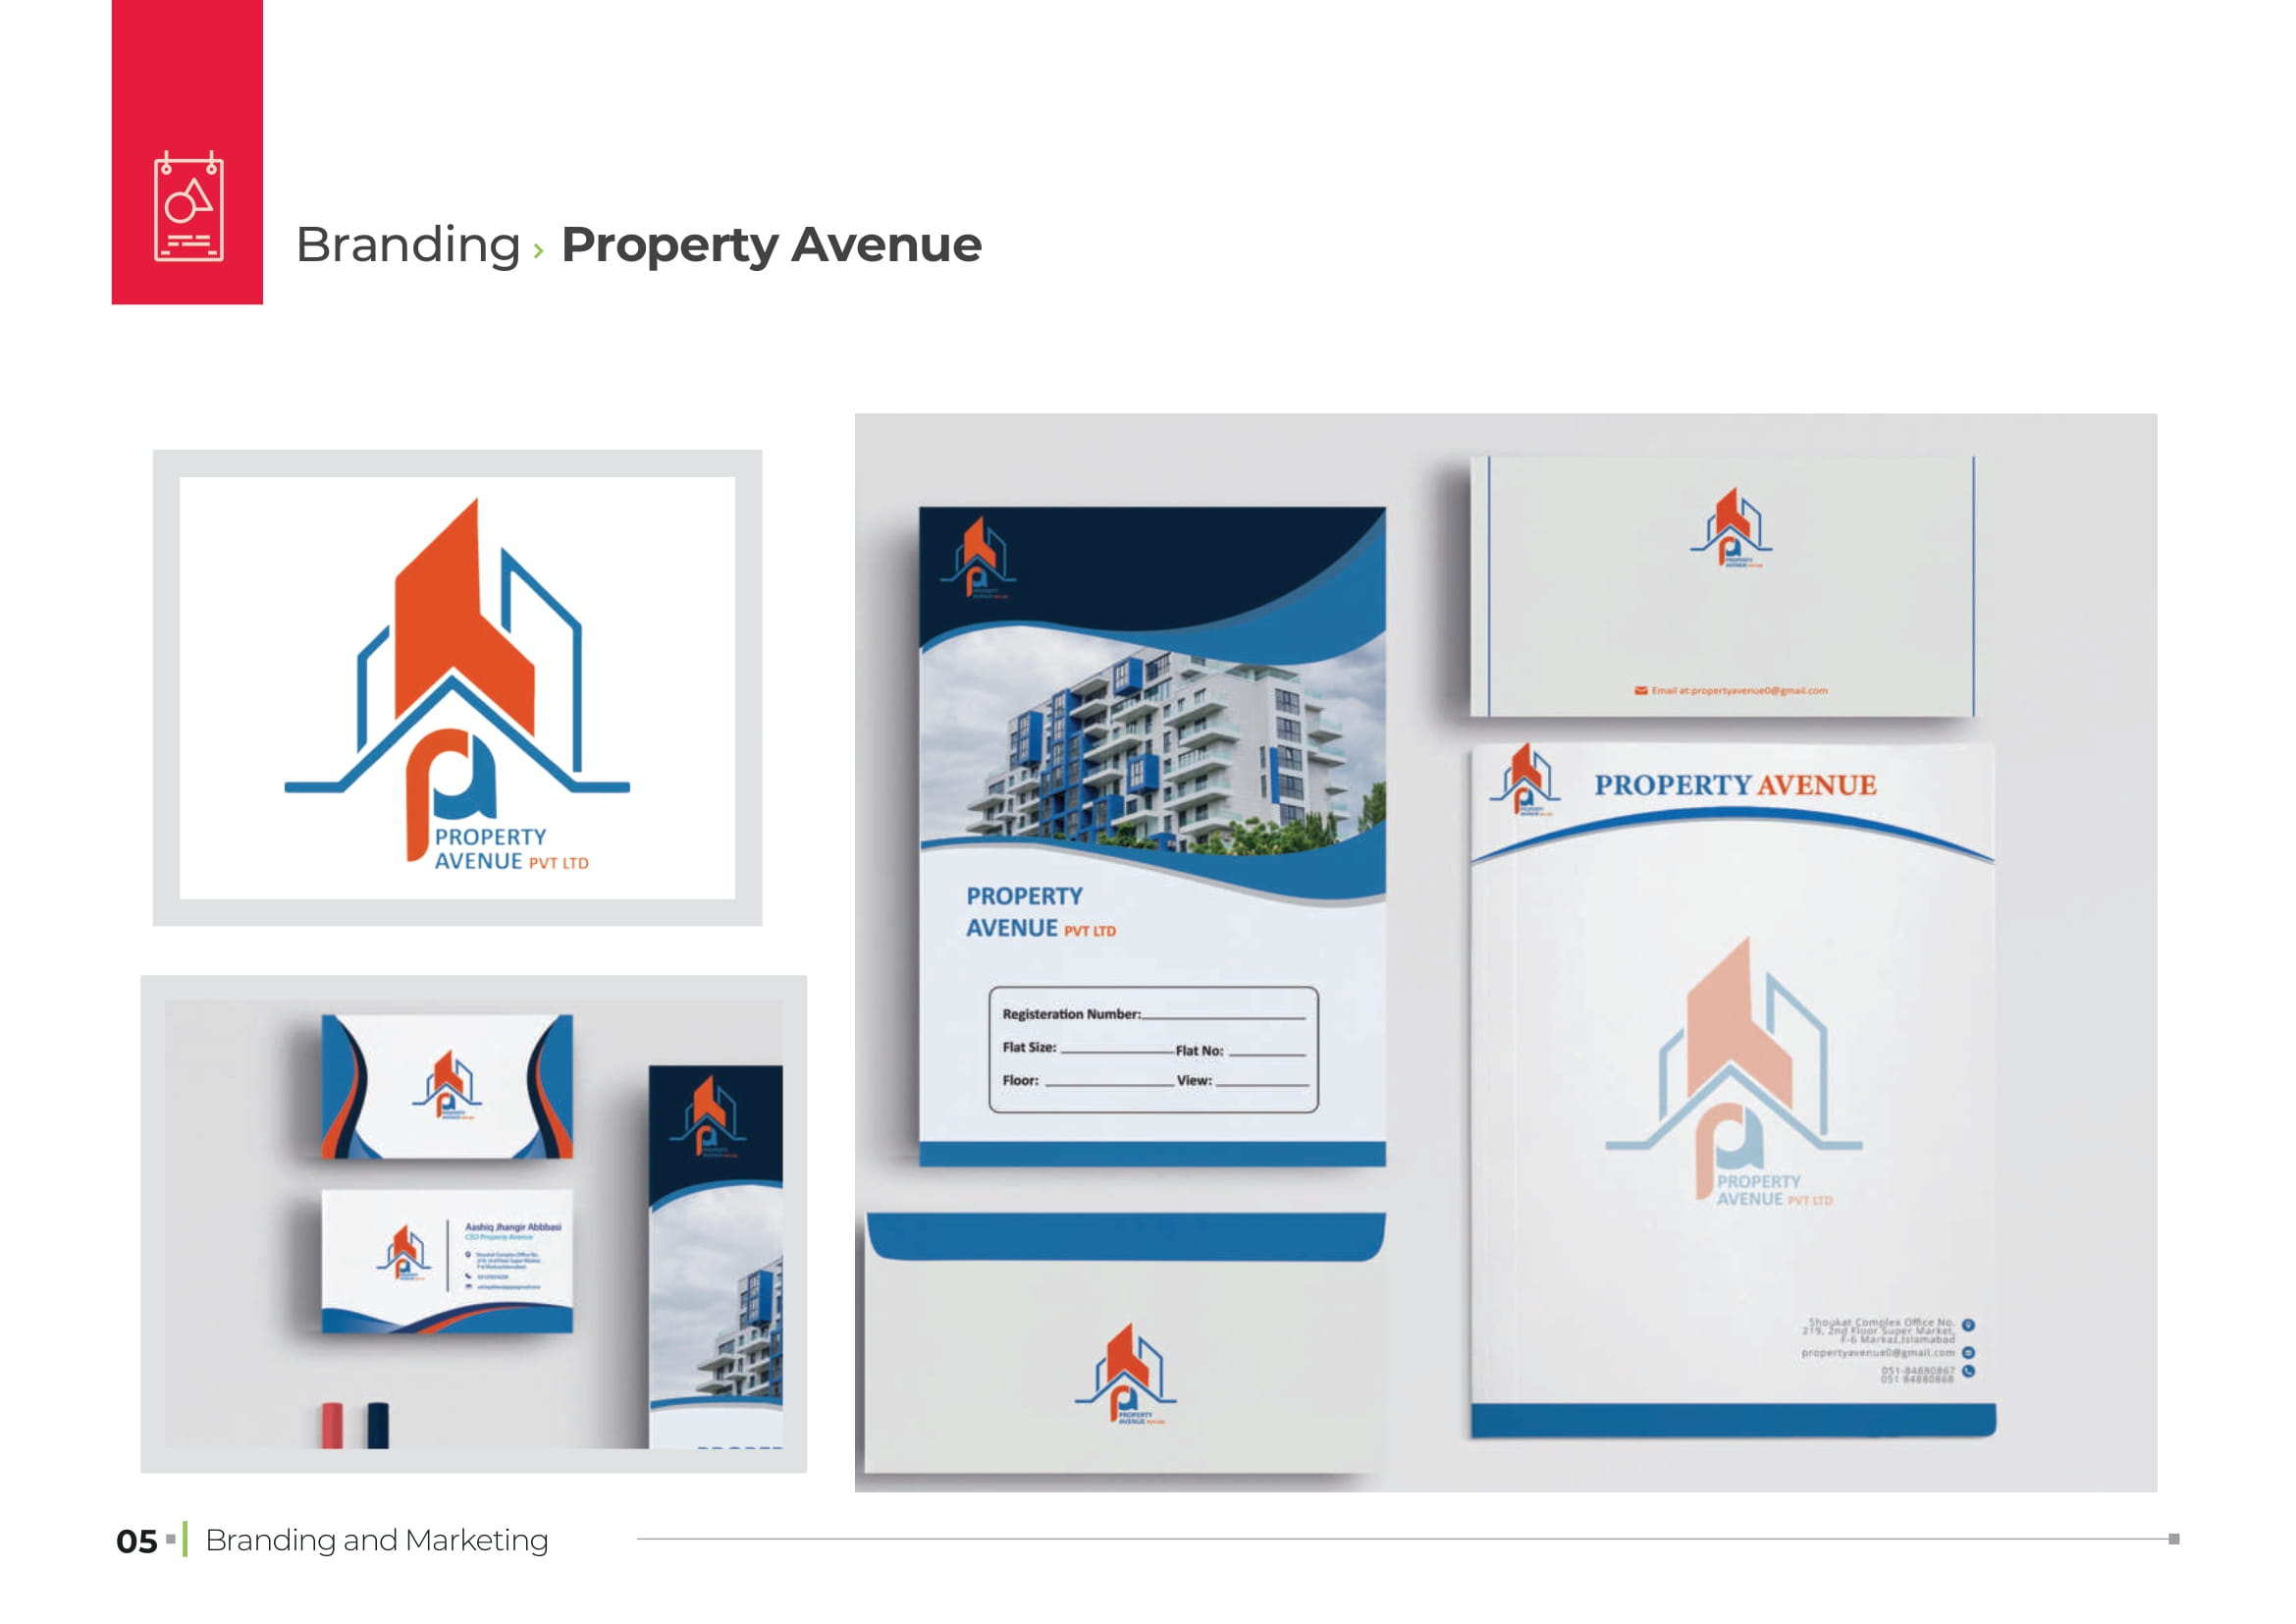 Branding › Property Avenue
PROPERTY
AVENUE PVT LTD
Aashiq Jhangir Abbbasi
CEO Property Avenue
PROPERTY
AVENUE PVT LTD
Registeration Number:
Flat Size: Flat No:
Floor: View:
Email at:propertyavenue0@gmail.com
PROPERTY AVENUE
PROPERTY
AVENUE PVT LTD
Shoukat Complex Office No.
219, 2nd Floor Super Market,
F-6 Markaz,Islamabad
propertyavenue0@gmail.com
051-84880867
051 84880868
PROPERTY
AVENUE
05 Branding and Marketing